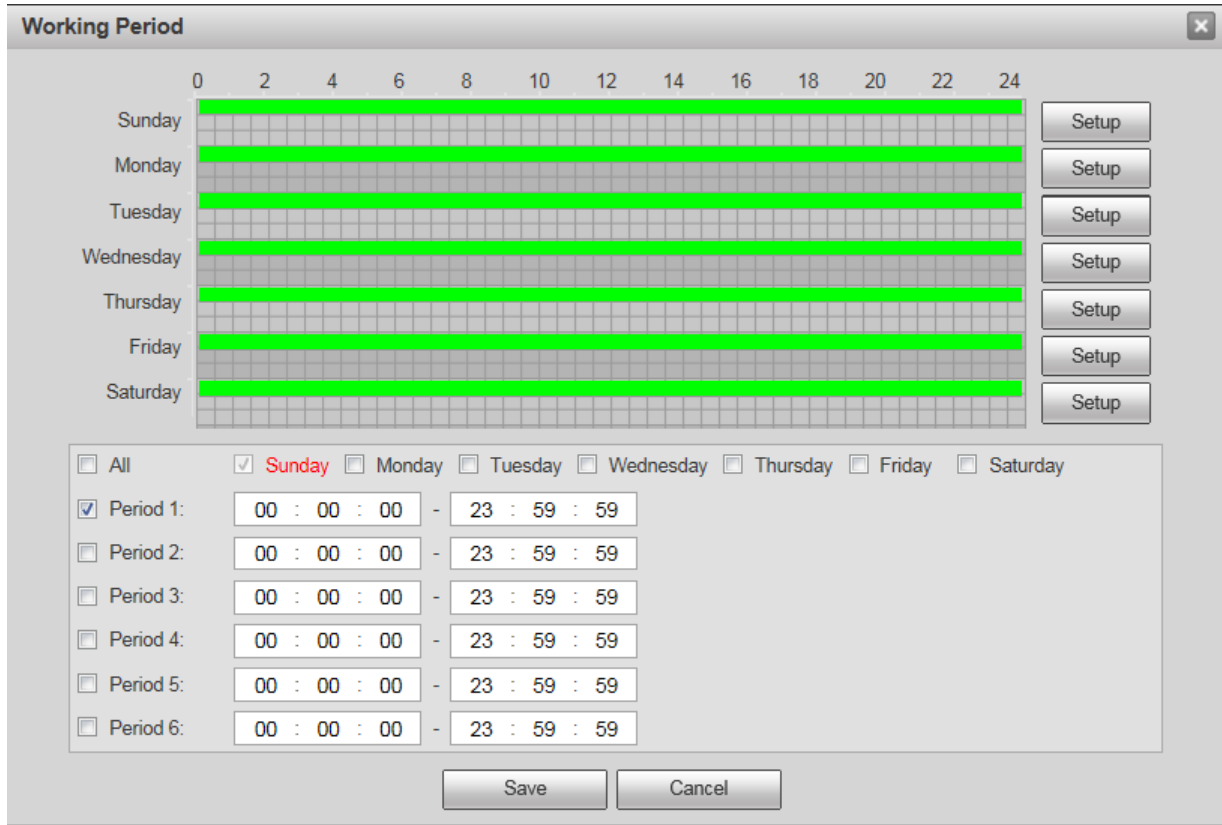 Working Period
0 2 4 6 8 10 12 14 16 18 20 22 24
Sunday Setup
Monday Setup
Tuesday Setup
Wednesday Setup
Thursday Setup
Friday Setup
Saturday Setup
All Sunday Monday Tuesday Wednesday Thursday Friday Saturday
Period 1: 00 : 00 : 00 - 23 : 59 : 59
Period 2: 00 : 00 : 00 - 23 : 59 : 59
Period 3: 00 : 00 : 00 - 23 : 59 : 59
Period 4: 00 : 00 : 00 - 23 : 59 : 59
Period 5: 00 : 00 : 00 - 23 : 59 : 59
Period 6: 00 : 00 : 00 - 23 : 59 : 59
Save Cancel